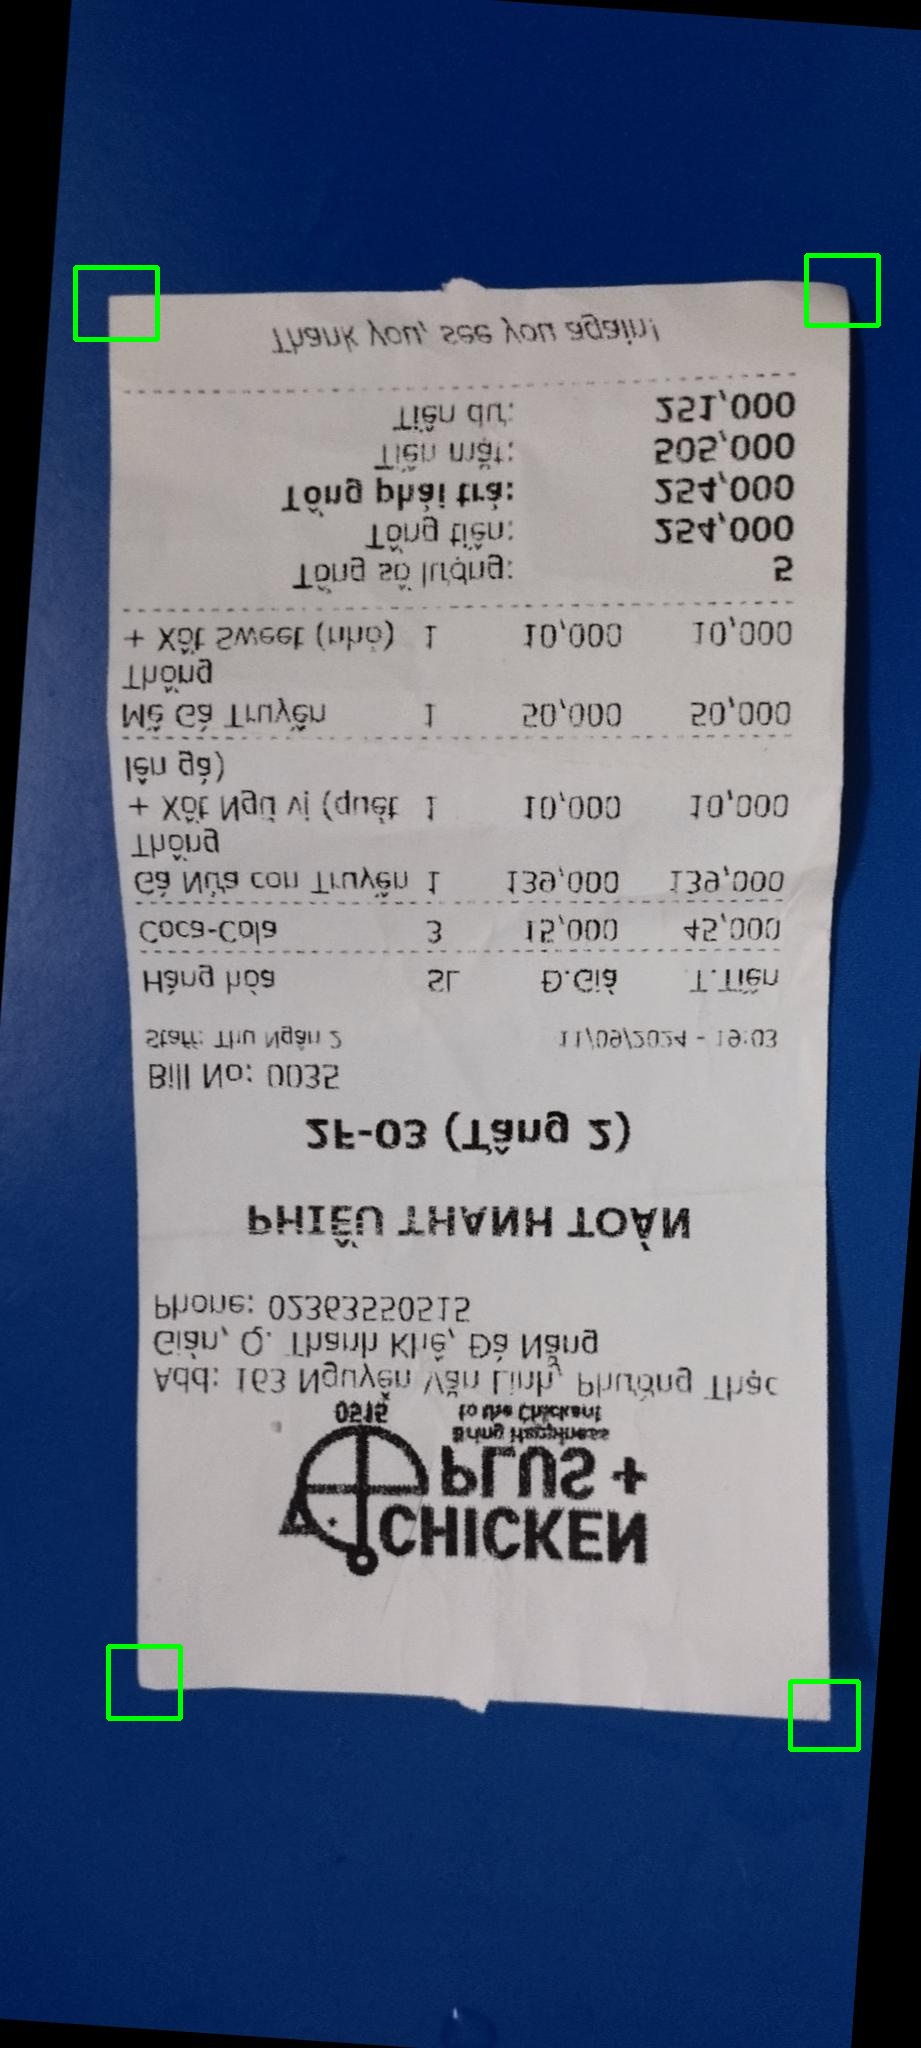 CHICKEN
PLUS +
Bring Happiness
to the Chickent
0515
Add: 163 Nguyễn Văn Linh, Phường Thạc
Gián, Q. Thanh Khê, Đà Nẵng
Phone: 02363550515
PHIẾU THANH TOÁN
2F-03 (Tầng 2)
Bill No: 0035
Staff: Thu Ngân 2 11/09/2024 - 19:03
Hàng hóa SL Đ.Giá T.Tiền
Coca-Cola 3 15,000 45,000
Gà Nửa con Truyền 1 139,000 139,000
Thống
+ Xốt Ngũ vị (quét 1 10,000 10,000
lên gà)
Mề Gà Truyền 1 50,000 50,000
Thống
+ Xốt Sweet (nhỏ) 1 10,000 10,000
Tổng số lượng: 5
Tổng tiền: 254,000
Tổng phải trả: 254,000
Tiền mặt: 505,000
Tiền dư: 251,000
Thank you, see you again!